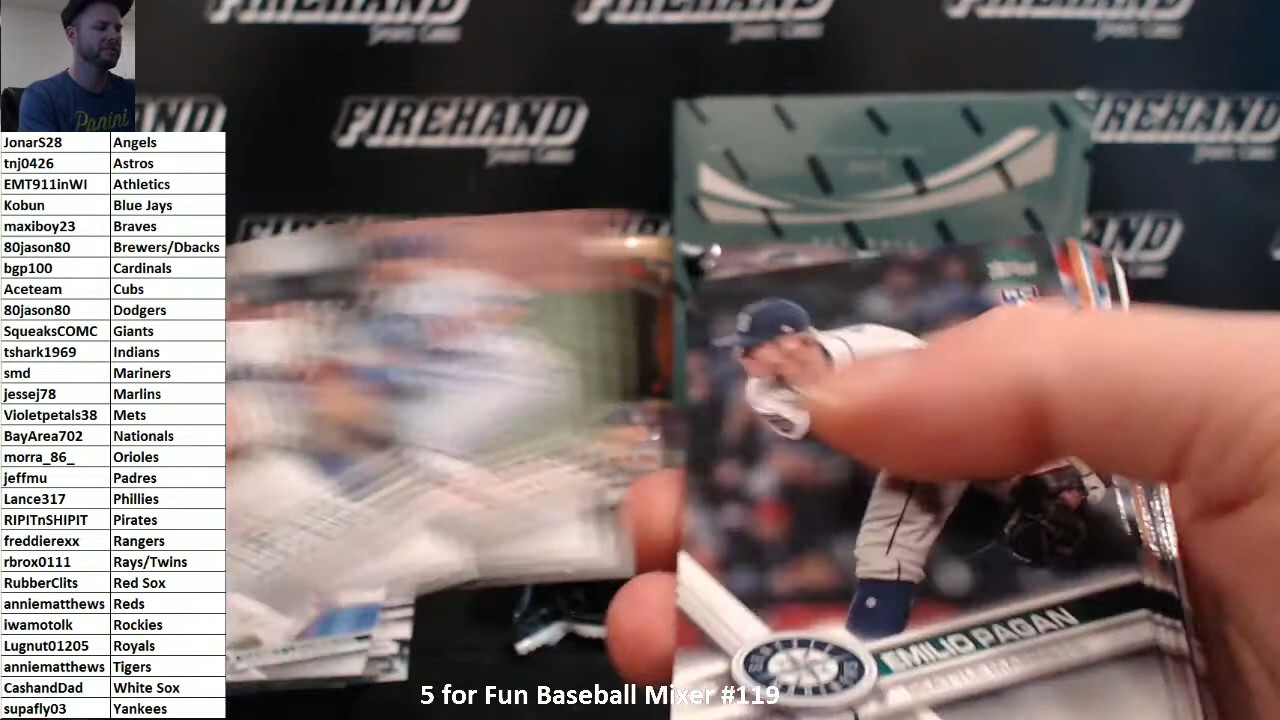 FIREHAND
FIREHAND
FIREHAND
Panini
FIREHAND
FIREHAND
JonarS28 Angels
tnj0426 Astros
EMT911inWI Athletics
Kobun Blue Jays
maxiboy23 Braves
80jason80 Brewers/Dbacks
bgp100 Cardinals
Aceteam Cubs
80jason80 Dodgers
SqueaksCOMC Giants
tshark1969 Indians
smd Mariners
jessej78 Marlins
Violetpetals38 Mets
BayArea702 Nationals
morra_86_ Orioles
jeffmu Padres
Lance317 Phillies
RIPITnSHIPIT Pirates
freddierexx Rangers
rbrox0111 Rays/Twins
RubberClits Red Sox
anniematthews Reds
iwamotolk Rockies
Lugnut01205 Royals
anniematthews Tigers
CashandDad White Sox
supafly03 Yankees
EMILIO PAGAN
5 for Fun Baseball Mixer #119